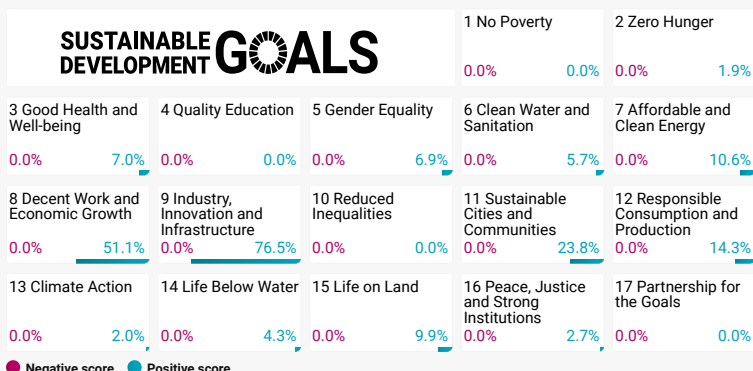 SUSTAINABLE
DEVELOPMENT
GOALS
1 No Poverty
0.0% 0.0%
2 Zero Hunger
0.0% 1.9%
3 Good Health and
Well-being
0.0% 7.0%
4 Quality Education
0.0% 0.0%
5 Gender Equality
0.0% 6.9%
6 Clean Water and
Sanitation
0.0% 5.7%
7 Affordable and
Clean Energy
0.0% 10.6%
8 Decent Work and
Economic Growth
0.0% 51.1%
9 Industry,
Innovation and
Infrastructure
0.0% 76.5%
10 Reduced
Inequalities
0.0% 0.0%
11 Sustainable
Cities and
Communities
0.0% 23.8%
12 Responsible
Consumption and
Production
0.0% 14.3%
13 Climate Action
0.0% 2.0%
14 Life Below Water
0.0% 4.3%
15 Life on Land
0.0% 9.9%
16 Peace, Justice
and Strong
Institutions
0.0% 2.7%
17 Partnership for
the Goals
0.0% 0.0%
Negative score Positive score